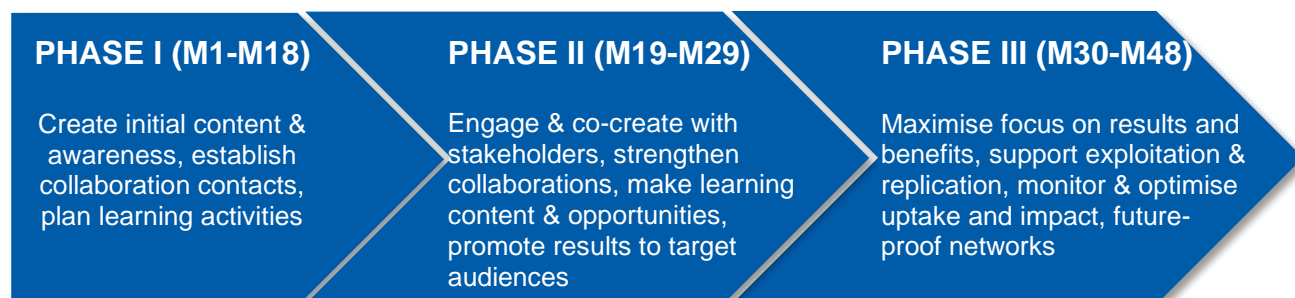 PHASE I (M1-M18)
Create initial content &
awareness, establish
collaboration contacts,
plan learning activities
PHASE II (M19-M29)
Engage & co-create with
stakeholders, strengthen
collaborations, make learning
content & opportunities,
promote results to target
audiences
PHASE III (M30-M48)
Maximise focus on results and
benefits, support exploitation &
replication, monitor & optimise
uptake and impact, future-
proof networks